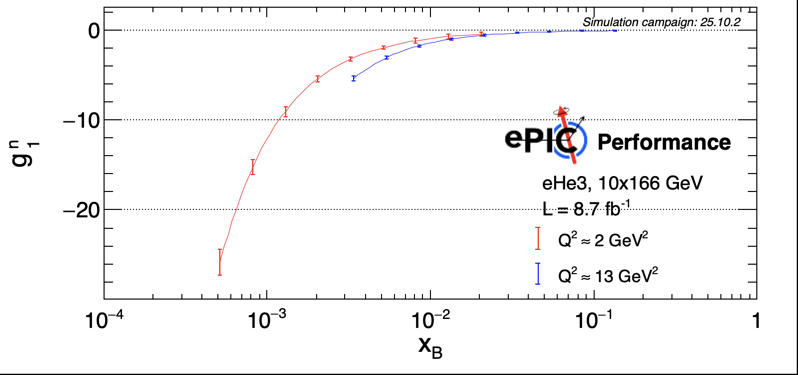 Simulation campaign: 25.10.2
0
−10
−20
g₁ⁿ
ePIC Performance
eHe3, 10x166 GeV
L = 8.7 fb⁻¹
Q² ≈ 2 GeV²
Q² ≈ 13 GeV²
10⁻⁴ 10⁻³ 10⁻² 10⁻¹ 1
x_B